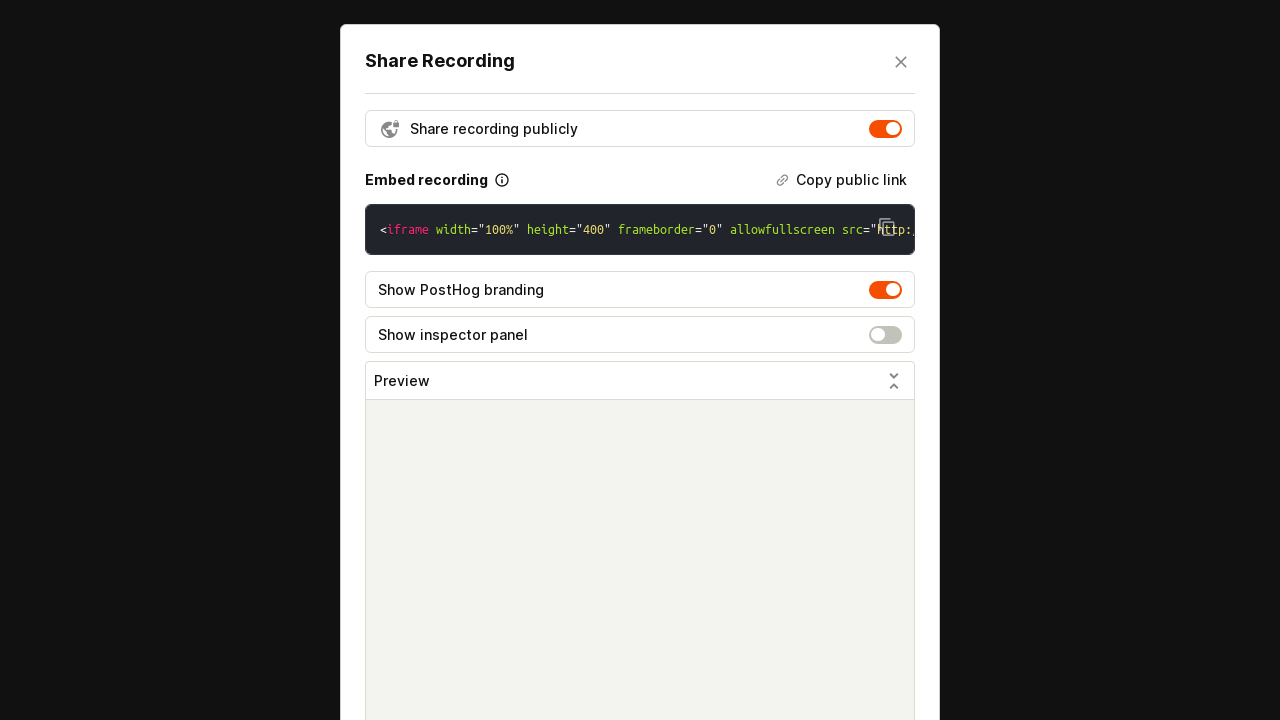 Share Recording
Share recording publicly
Embed recording
Copy public link
<iframe width="100%" height="400" frameborder="0" allowfullscreen src="http:/
Show PostHog branding
Show inspector panel
Preview